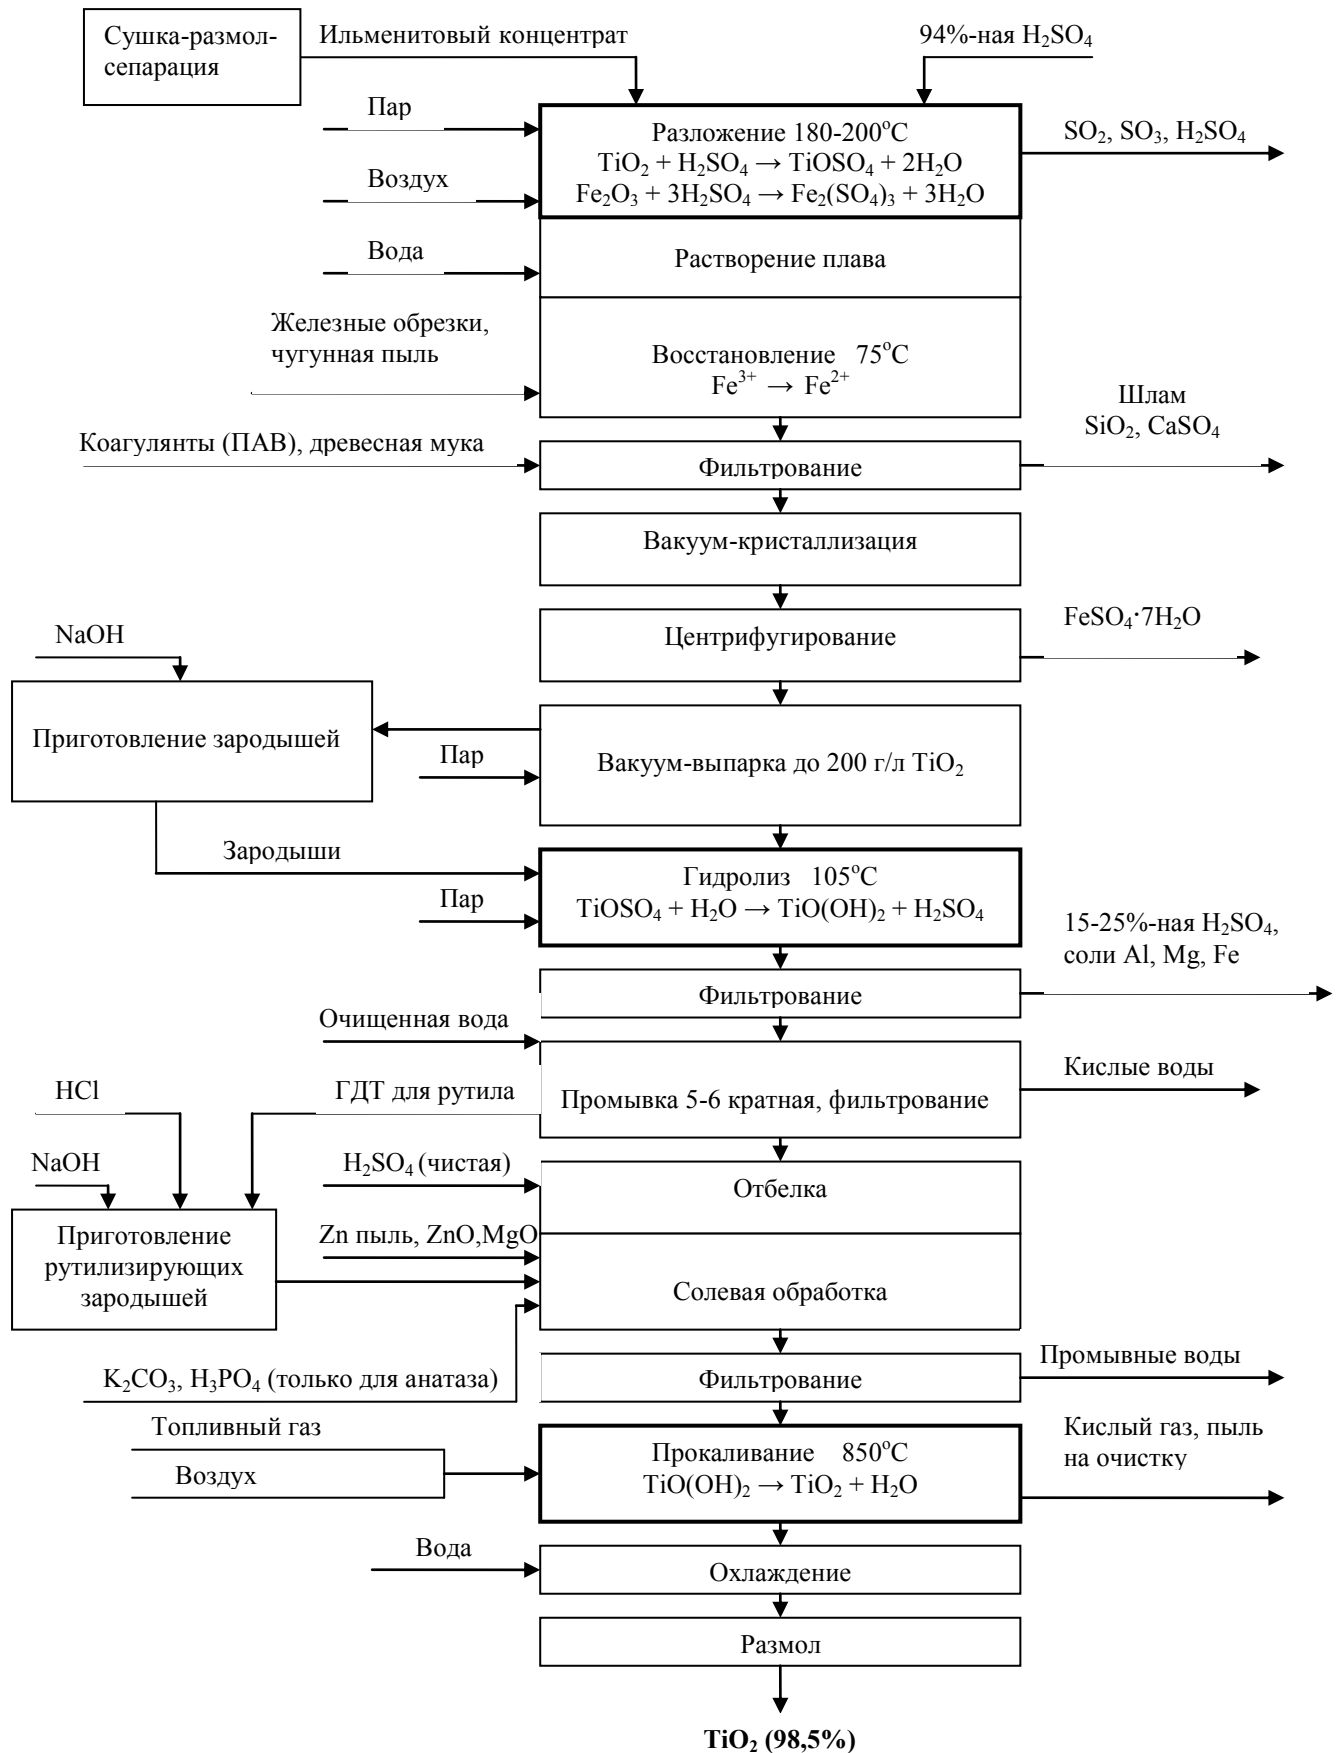 Сушка-размол-
сепарация
Ильменитовый концентрат
94%-ная H₂SO₄
Пар
Воздух
Разложение 180-200°С
TiO₂ + H₂SO₄ → TiOSO₄ + 2H₂O
Fe₂O₃ + 3H₂SO₄ → Fe₂(SO₄)₃ + 3H₂O
SO₂, SO₃, H₂SO₄
Вода
Растворение плава
Железные обрезки,
чугунная пыль
Восстановление 75°С
Fe³⁺ → Fe²⁺
Шлам
SiO₂, CaSO₄
Коагулянты (ПАВ), древесная мука
Фильтрование
Вакуум-кристаллизация
Центрифугирование
FeSO₄·7H₂O
NaOH
Приготовление зародышей
Пар
Вакуум-выпарка до 200 г/л TiO₂
Зародыши
Пар
Гидролиз 105°С
TiOSO₄ + H₂O → TiO(OH)₂ + H₂SO₄
15-25%-ная H₂SO₄,
соли Al, Mg, Fe
Фильтрование
Очищенная вода
HCl
ГДТ для рутила
Промывка 5-6 кратная, фильтрование
Кислые воды
NaOH
H₂SO₄ (чистая)
Отбелка
Приготовление
рутилизирующих
зародышей
Zn пыль, ZnO,MgO
Солевая обработка
K₂CO₃, H₃PO₄ (только для анатаза)
Фильтрование
Промывные воды
Топливный газ
Воздух
Прокаливание 850°С
TiO(OH)₂ → TiO₂ + H₂O
Кислый газ, пыль
на очистку
Вода
Охлаждение
Размол
TiO₂ (98,5%)